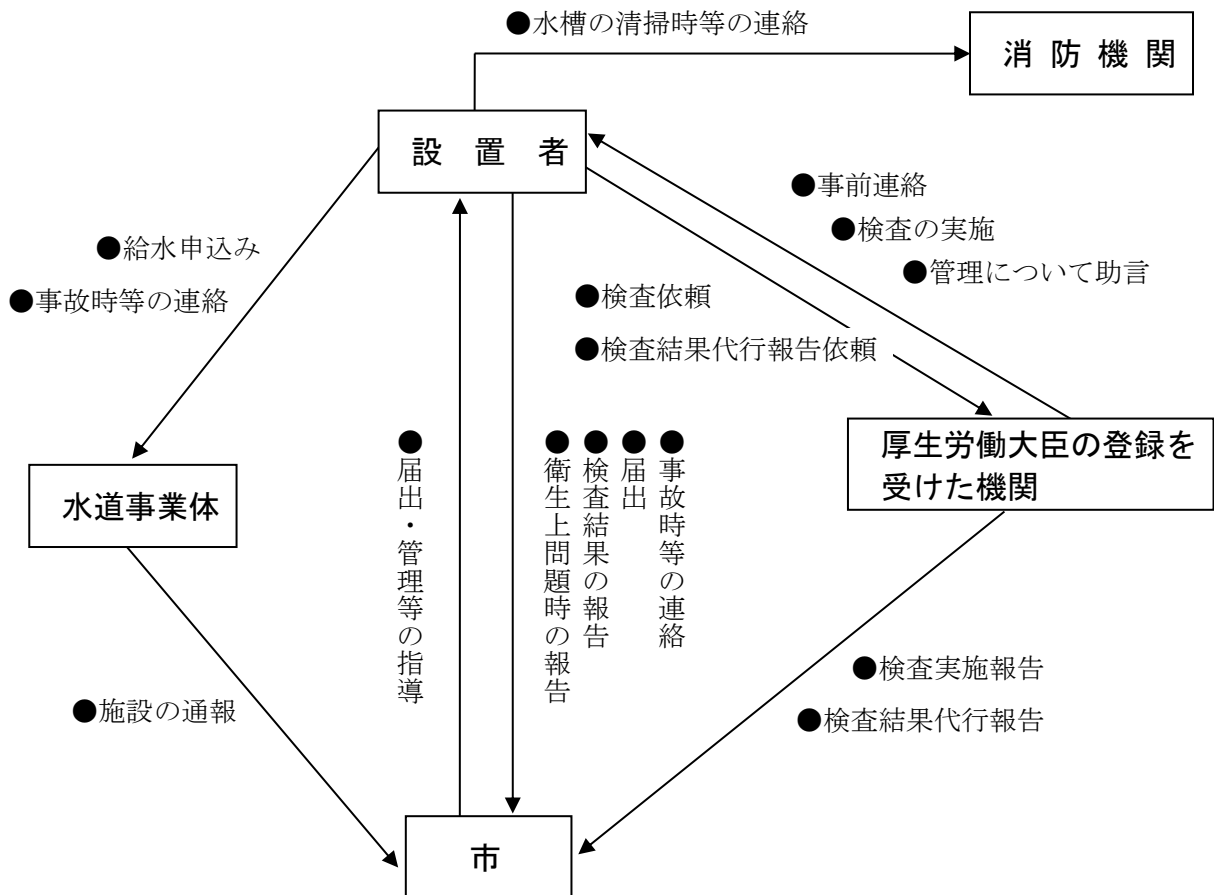 ●水槽の清掃時等の連絡
消防機関
設置者
●事前連絡
●検査の実施
●管理について助言
●給水申込み
●事故時等の連絡
●検査依頼
●検査結果代行報告依頼
水道事業体
厚生労働大臣の登録を
受けた機関
●事故時等の連絡
●届出
●検査結果の報告
●衛生上問題時の報告
●届出・管理等の指導
●施設の通報
●検査実施報告
●検査結果代行報告
市